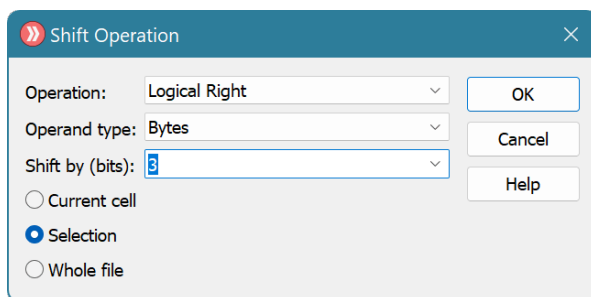 Shift Operation
Operation: Logical Right OK
Operand type: Bytes Cancel
Shift by (bits): 3 Help
Current cell
Selection
Whole file